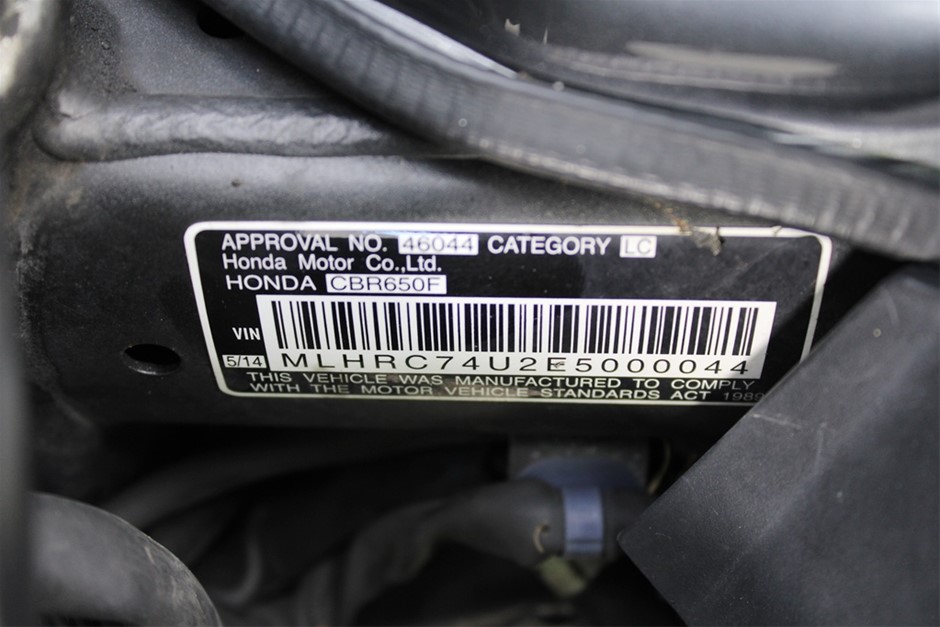 APPROVAL NO. 46044 CATEGORY LC
Honda Motor Co.,Ltd.
HONDA CBR650F
VIN
5/14 MLHRC74U2E5000044
THIS VEHICLE WAS MANUFACTURED TO COMPLY
WITH THE MOTOR VEHICLE STANDARDS ACT 1989